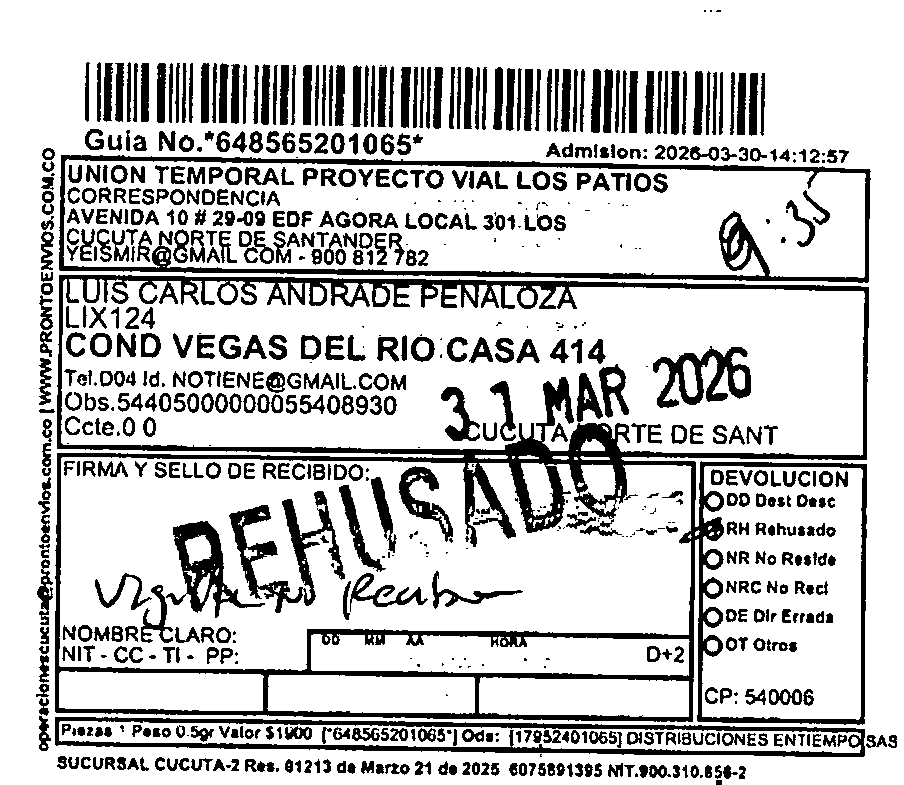 Guia No.*648565201065*
Admision: 2026-03-30-14:12:57
UNION TEMPORAL PROYECTO VIAL LOS PATIOS
CORRESPONDENCIA
AVENIDA 10 # 29-09 EDF AGORA LOCAL 301 LOS
CUCUTA NORTE DE SANTANDER
YEISMIR@GMAIL COM - 900 812 782
9:35
LUIS CARLOS ANDRADE PENALOZA
LIX124
COND VEGAS DEL RIO CASA 414
Tel.D04 Id. NOTIENE@GMAIL.COM
Obs.54405000000055408930
Ccte.0 0
31 MAR 2026
CUCUTA NORTE DE SANT
FIRMA Y SELLO DE RECIBIDO:
REHUSADO
NOMBRE CLARO:
NIT - CC - TI - PP:
DD MM AA HORA
D+2
DEVOLUCION
DD Dest Desc
RH Rehusado
NR No Reside
NRC No Recl
DE Dir Errada
OT Otros
CP: 540006
Piezas 1 Peso 0.5gr Valor $1900 [*648565201065*] Ods: [17952401065] DISTRIBUCIONES ENTIEMPO SAS
SUCURSAL CUCUTA-2 Res. 01213 de Marzo 21 de 2025 6075891395 NIT.900.310.856-2
operacionescucuta@prontoenvios.com.co | WWW.PRONTOENVIOS.COM.CO